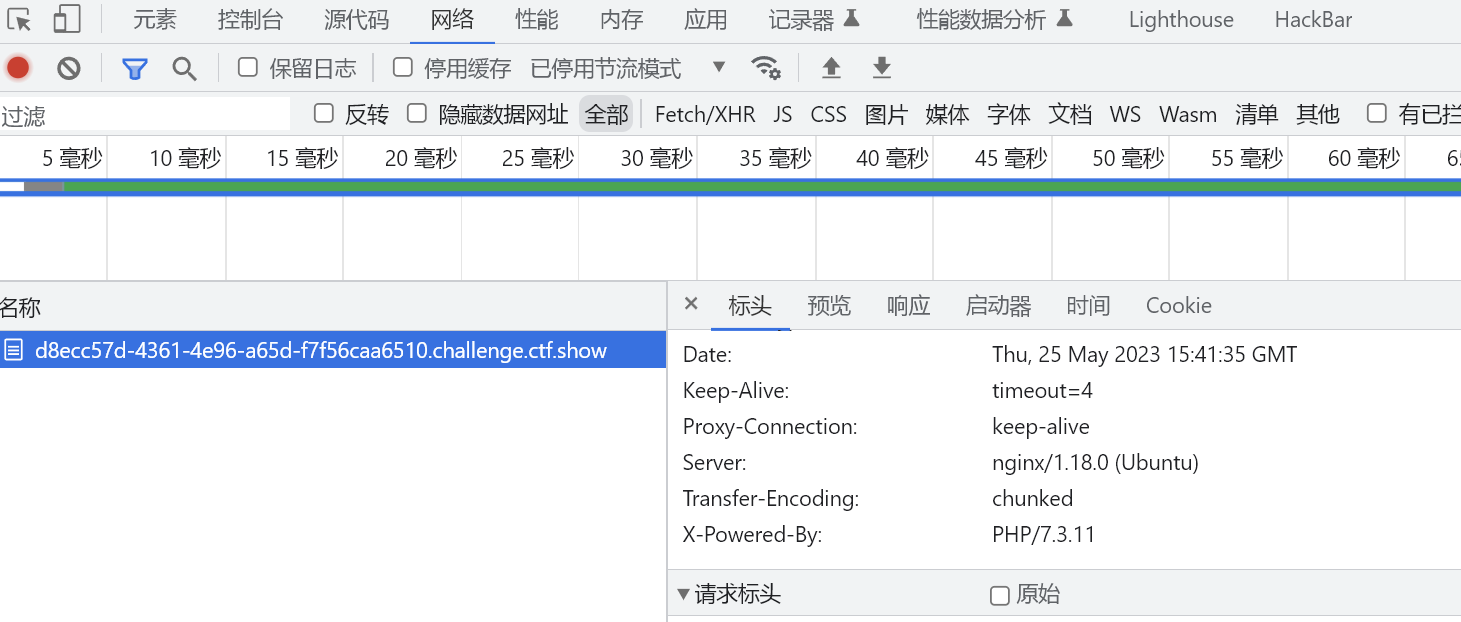 元素 控制台 源代码 网络 性能 内存 应用 记录器 性能数据分析 Lighthouse HackBar
保留日志 停用缓存 已停用节流模式
过滤 反转 隐藏数据网址 全部 Fetch/XHR JS CSS 图片 媒体 字体 文档 WS Wasm 清单 其他 有已拦
5 毫秒 10 毫秒 15 毫秒 20 毫秒 25 毫秒 30 毫秒 35 毫秒 40 毫秒 45 毫秒 50 毫秒 55 毫秒 60 毫秒 65
名称
× 标头 预览 响应 启动器 时间 Cookie
d8ecc57d-4361-4e96-a65d-f7f56caa6510.challenge.ctf.show
Date: Thu, 25 May 2023 15:41:35 GMT
Keep-Alive: timeout=4
Proxy-Connection: keep-alive
Server: nginx/1.18.0 (Ubuntu)
Transfer-Encoding: chunked
X-Powered-By: PHP/7.3.11
▼请求标头 原始